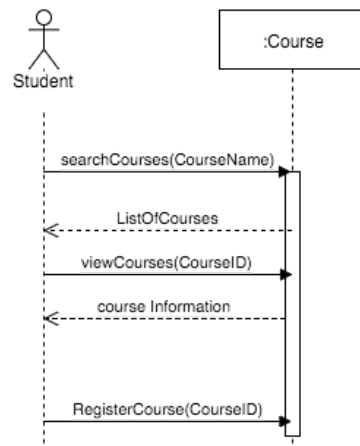 :Course
Student
searchCourses(CourseName)
ListOfCourses
viewCourses(CourseID)
course Information
RegisterCourse(CourseID)